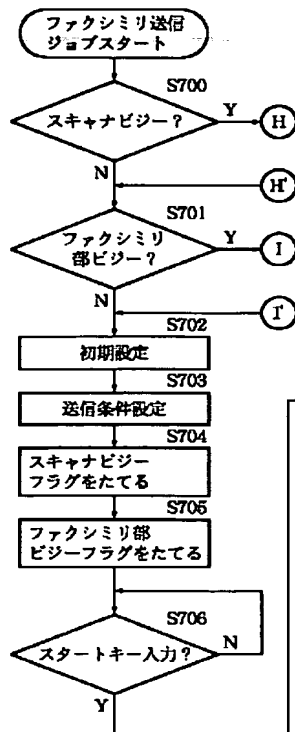 ファクシミリ送信
ジョブスタート
S700
スキャナビジー？
Y
H
N
H'
S701
ファクシミリ
部ビジー？
Y
I
N
I'
S702
初期設定
S703
送信条件設定
S704
スキャナビジー
フラグをたてる
S705
ファクシミリ部
ビジーフラグをたてる
S706
スタートキー入力？
N
Y